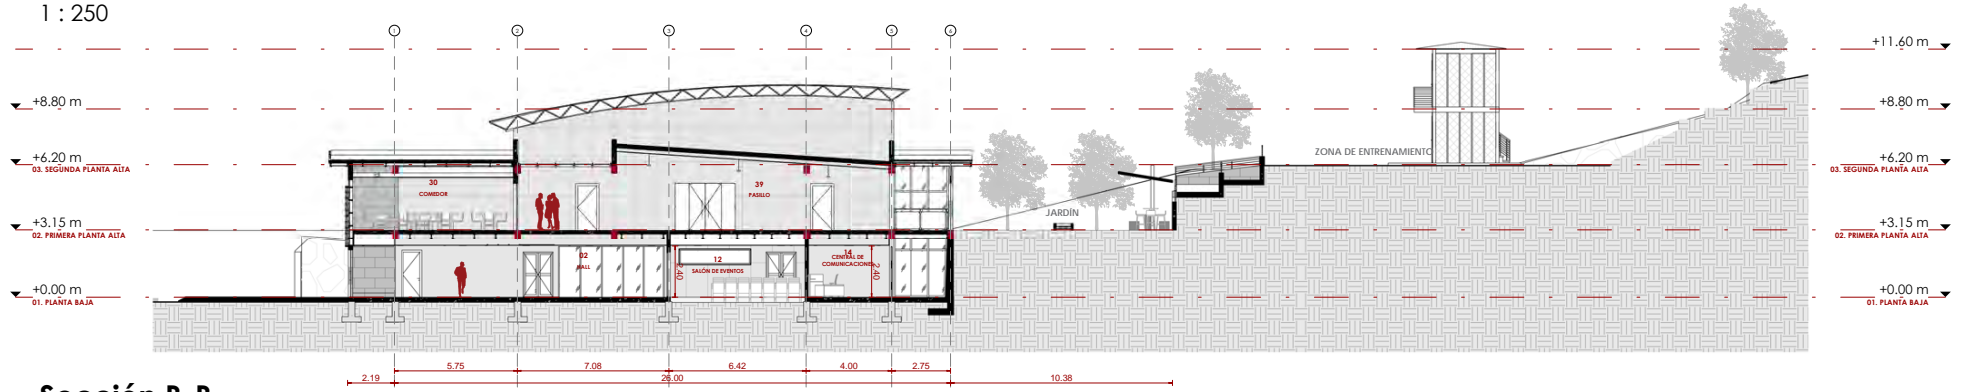 1 : 250
1 2 3 4 5 6
+11.60 m
+8.80 m
+8.80 m
+6.20 m
03. SEGUNDA PLANTA ALTA
ZONA DE ENTRENAMIENTO
+6.20 m
03. SEGUNDA PLANTA ALTA
30
COMEDOR
39
PASILLO
JARDÍN
+3.15 m
02. PRIMERA PLANTA ALTA
+3.15 m
02. PRIMERA PLANTA ALTA
02
HALL
12
SALÓN DE EVENTOS
2.40
14
CENTRAL DE
COMUNICACIONES
2.40
+0.00 m
01. PLANTA BAJA
+0.00 m
01. PLANTA BAJA
5.75 7.08 6.42 4.00 2.75
2.19 26.00 10.38
Sección B-B